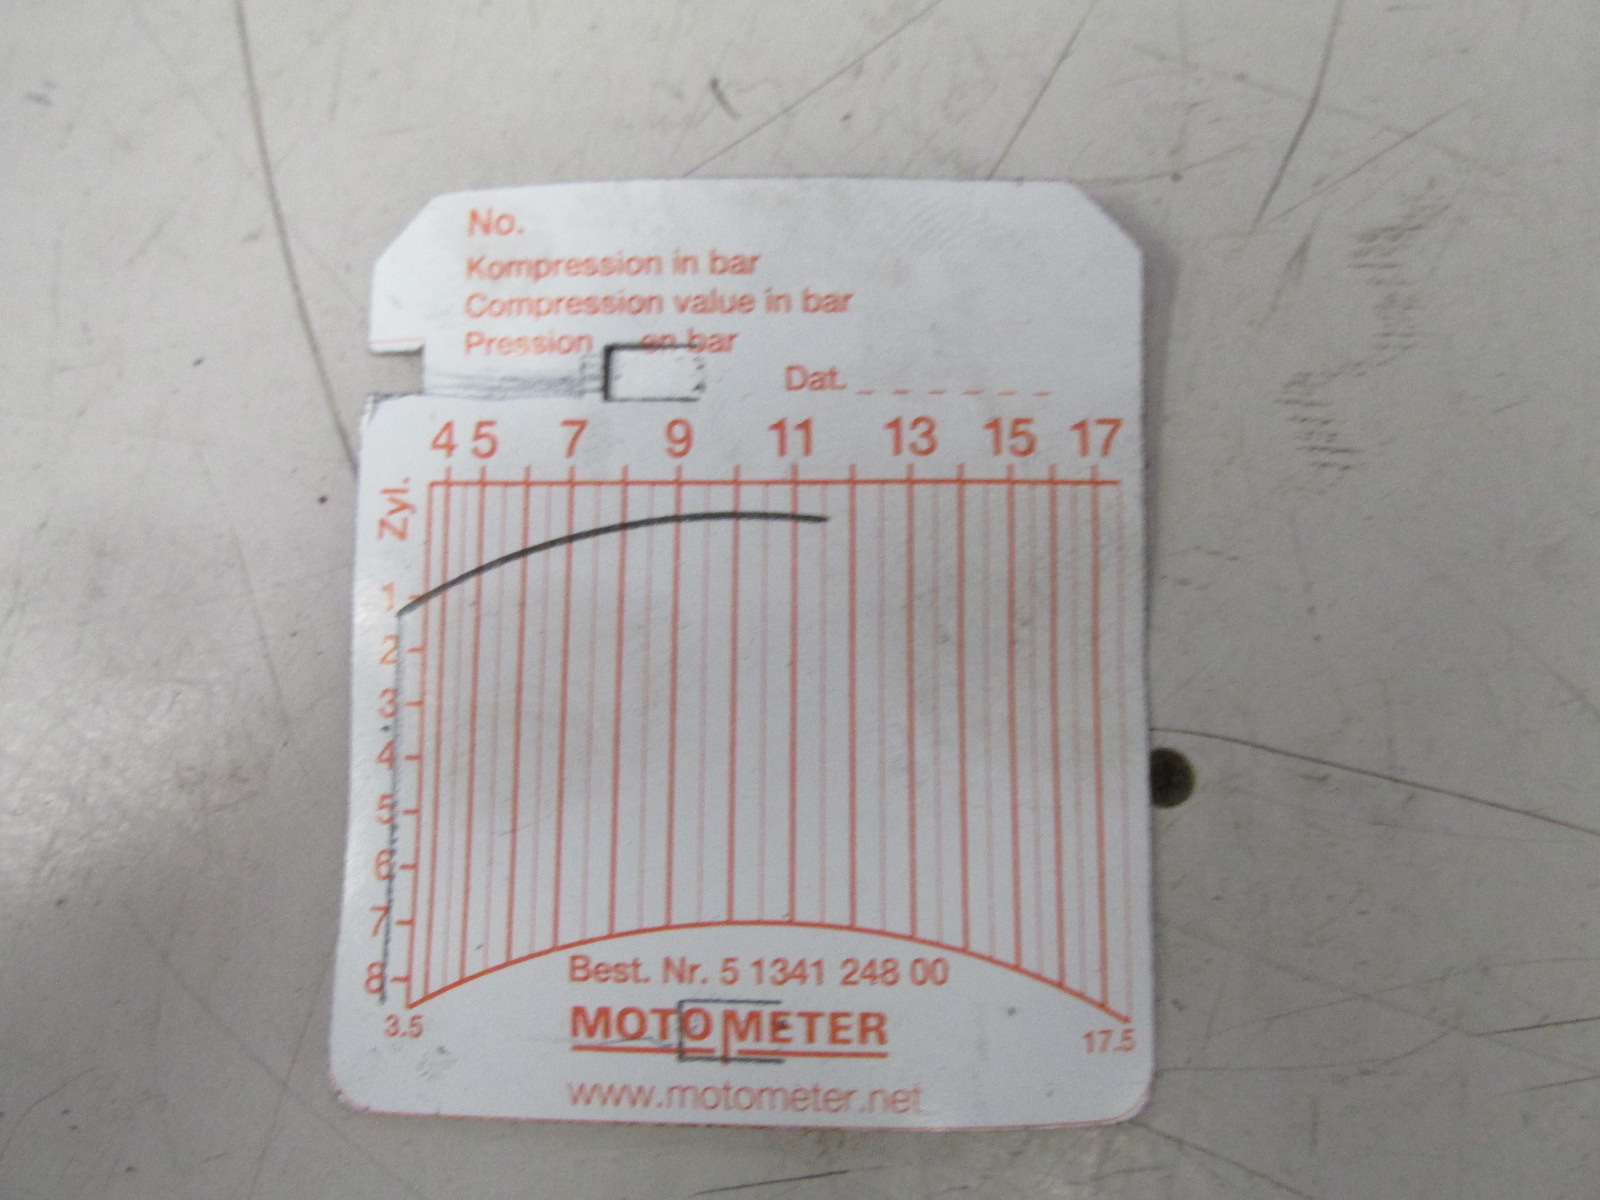 No.
Kompression in bar
Compression value in bar
Pression en bar
Dat. _ _ _ _ _ _
4 5 7 9 11 13 15 17
Zyl.
1
2
3
4
5
6
7
8
3.5
17.5
Best. Nr. 5 1341 248 00
MOTOMETER
www.motometer.net